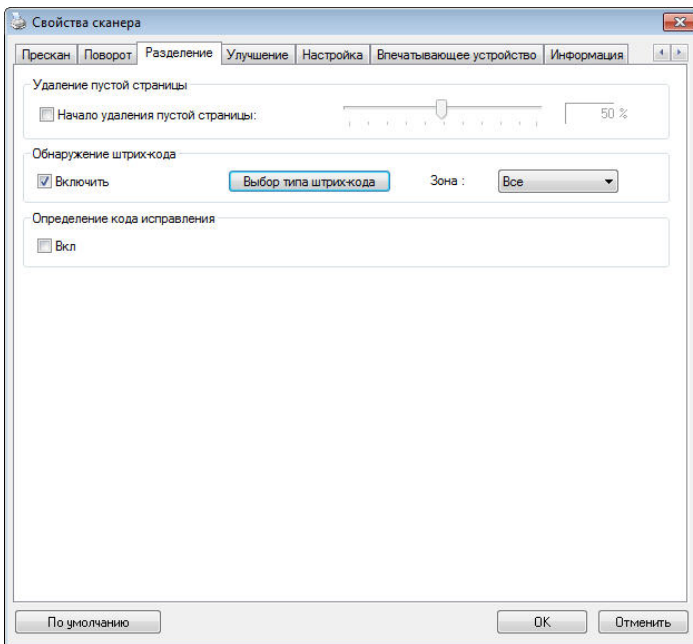 Свойства сканера
Прескан Поворот Разделение Улучшение Настройка Впечатывающее устройство Информация
Удаление пустой страницы
Начало удаления пустой страницы: 50 %
Обнаружение штрих-кода
Включить Выбор типа штрих-кода Зона : Все
Определение кода исправления
Вкл
По умолчанию OK Отменить